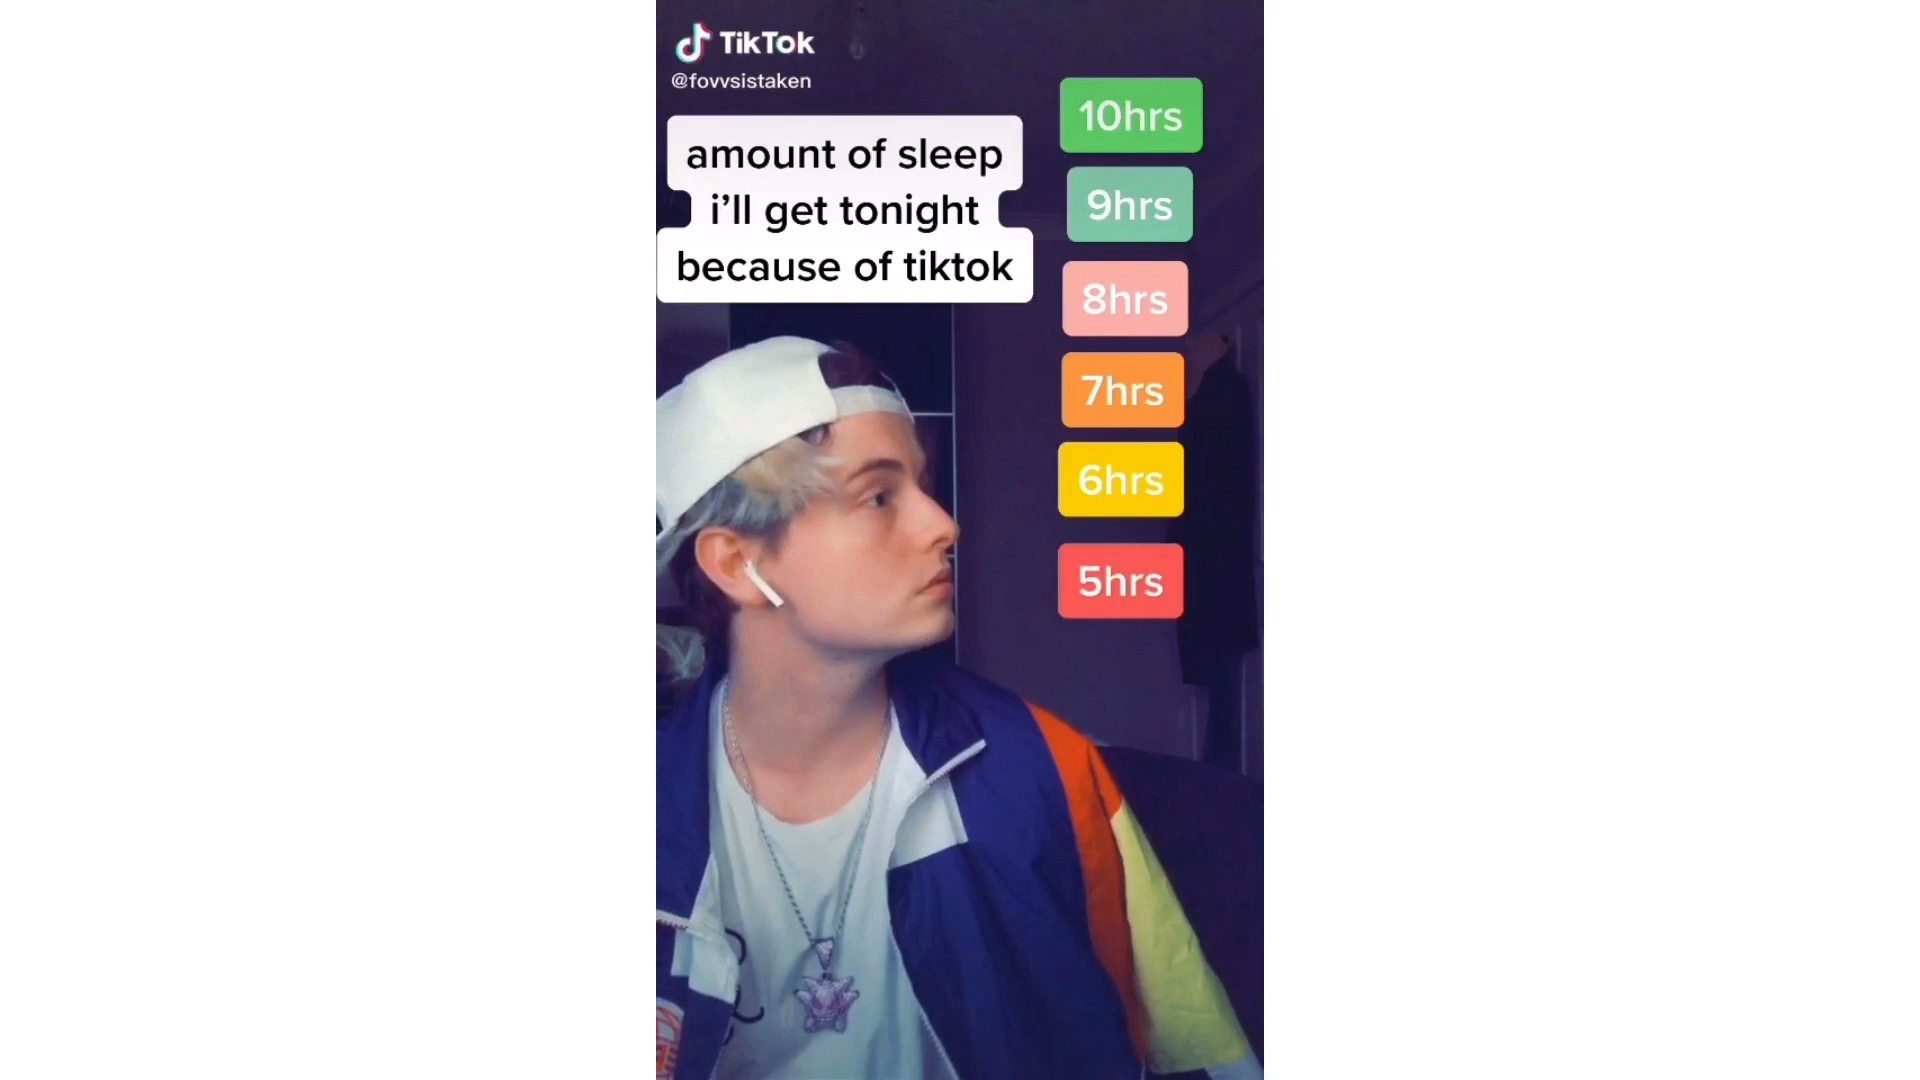 TikTok
@fovvsistaken
amount of sleep
i’ll get tonight
because of tiktok
10hrs
9hrs
8hrs
7hrs
6hrs
5hrs